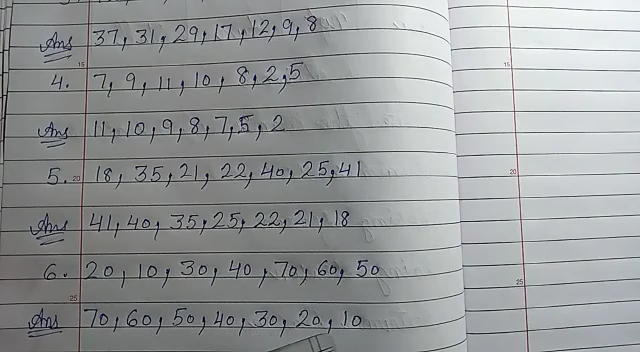 Ans 37, 31, 29, 17, 12, 9, 8
4. 7, 9, 11, 10, 8, 2, 5
Ans 11, 10, 9, 8, 7, 5, 2
5. 18, 35, 21, 22, 40, 25, 41
Ans 41, 40, 35, 25, 22, 21, 18
6. 20, 10, 30, 40, 70, 60, 50
Ans 70, 60, 50, 40, 30, 20, 10